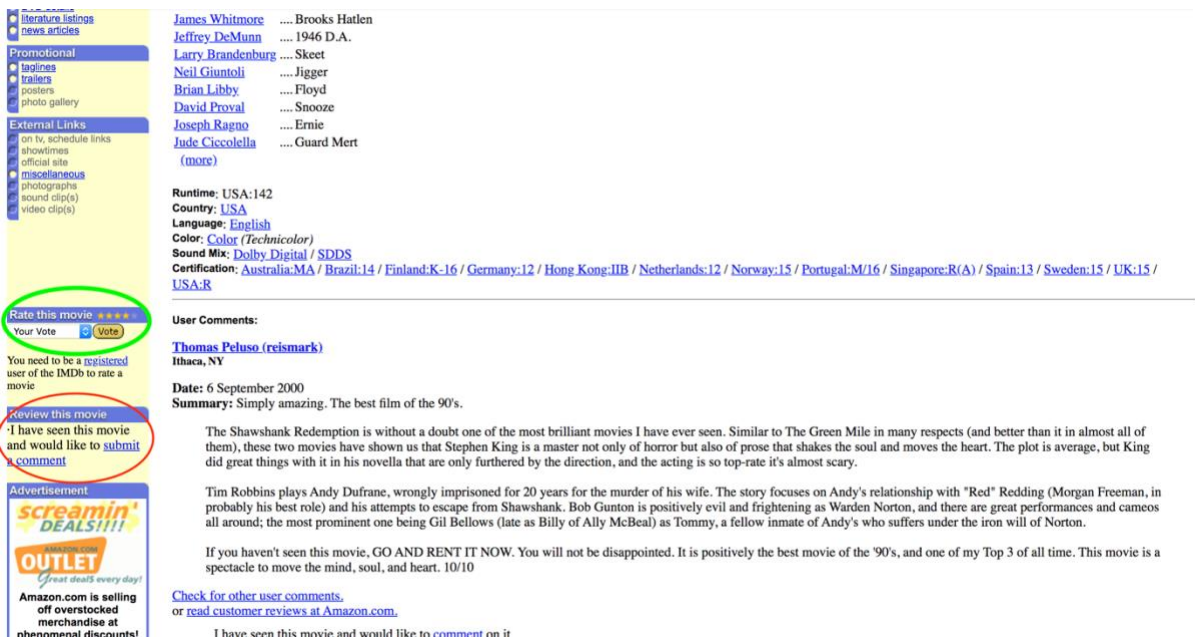 literature listings
news articles
Promotional
taglines
trailers
posters
photo gallery
External Links
on tv, schedule links
showtimes
official site
miscellaneous
photographs
sound clip(s)
video clip(s)
Rate this movie
Your Vote Vote
You need to be a registered
user of the IMDb to rate a
movie
Review this movie
·I have seen this movie
and would like to submit
a comment
Advertisement
screamin'
DEALS!!!!
AMAZON.COM
OUTLET
Great deal$ every day!
Amazon.com is selling
off overstocked
merchandise at
phenomenal discounts!
James Whitmore .... Brooks Hatlen
Jeffrey DeMunn .... 1946 D.A.
Larry Brandenburg .... Skeet
Neil Giuntoli .... Jigger
Brian Libby .... Floyd
David Proval .... Snooze
Joseph Ragno .... Ernie
Jude Ciccolella .... Guard Mert
(more)
Runtime: USA:142
Country: USA
Language: English
Color: Color (Technicolor)
Sound Mix: Dolby Digital / SDDS
Certification: Australia:MA / Brazil:14 / Finland:K-16 / Germany:12 / Hong Kong:IIB / Netherlands:12 / Norway:15 / Portugal:M/16 / Singapore:R(A) / Spain:13 / Sweden:15 / UK:15 /
USA:R
User Comments:
Thomas Peluso (reismark)
Ithaca, NY
Date: 6 September 2000
Summary: Simply amazing. The best film of the 90's.
The Shawshank Redemption is without a doubt one of the most brilliant movies I have ever seen. Similar to The Green Mile in many respects (and better than it in almost all of
them), these two movies have shown us that Stephen King is a master not only of horror but also of prose that shakes the soul and moves the heart. The plot is average, but King
did great things with it in his novella that are only furthered by the direction, and the acting is so top-rate it's almost scary.
Tim Robbins plays Andy Dufrane, wrongly imprisoned for 20 years for the murder of his wife. The story focuses on Andy's relationship with "Red" Redding (Morgan Freeman, in
probably his best role) and his attempts to escape from Shawshank. Bob Gunton is positively evil and frightening as Warden Norton, and there are great performances and cameos
all around; the most prominent one being Gil Bellows (late as Billy of Ally McBeal) as Tommy, a fellow inmate of Andy's who suffers under the iron will of Norton.
If you haven't seen this movie, GO AND RENT IT NOW. You will not be disappointed. It is positively the best movie of the '90's, and one of my Top 3 of all time. This movie is a
spectacle to move the mind, soul, and heart. 10/10
Check for other user comments.
or read customer reviews at Amazon.com.
I have seen this movie and would like to comment on it